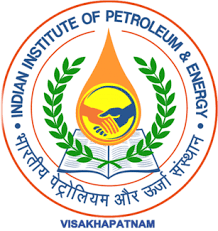 INDIAN INSTITUTE OF PETROLEUM & ENERGY
भारतीय पेट्रोलियम और ऊर्जा संस्थान
VISAKHAPATNAM